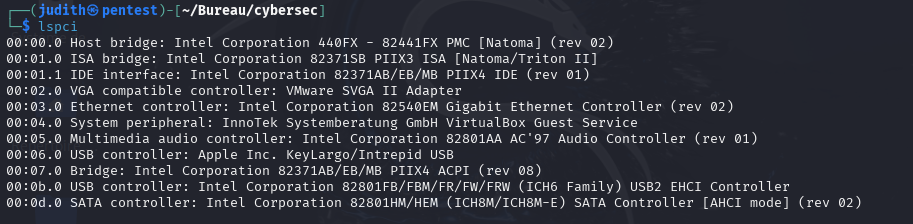 ┌──(judith㉿pentest)-[~/Bureau/cybersec]
└─$ lspci
00:00.0 Host bridge: Intel Corporation 440FX - 82441FX PMC [Natoma] (rev 02)
00:01.0 ISA bridge: Intel Corporation 82371SB PIIX3 ISA [Natoma/Triton II]
00:01.1 IDE interface: Intel Corporation 82371AB/EB/MB PIIX4 IDE (rev 01)
00:02.0 VGA compatible controller: VMware SVGA II Adapter
00:03.0 Ethernet controller: Intel Corporation 82540EM Gigabit Ethernet Controller (rev 02)
00:04.0 System peripheral: InnoTek Systemberatung GmbH VirtualBox Guest Service
00:05.0 Multimedia audio controller: Intel Corporation 82801AA AC'97 Audio Controller (rev 01)
00:06.0 USB controller: Apple Inc. KeyLargo/Intrepid USB
00:07.0 Bridge: Intel Corporation 82371AB/EB/MB PIIX4 ACPI (rev 08)
00:0b.0 USB controller: Intel Corporation 82801FB/FBM/FR/FW/FRW (ICH6 Family) USB2 EHCI Controller
00:0d.0 SATA controller: Intel Corporation 82801HM/HEM (ICH8M/ICH8M-E) SATA Controller [AHCI mode] (rev 02)